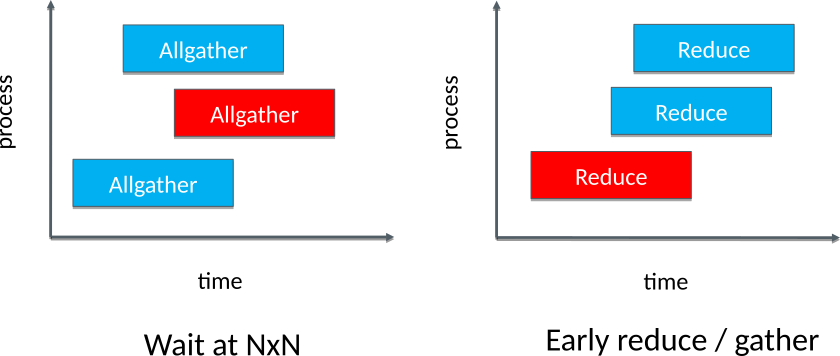 process
Allgather
Allgather
Allgather
time
Wait at NxN
process
Reduce
Reduce
Reduce
time
Early reduce / gather